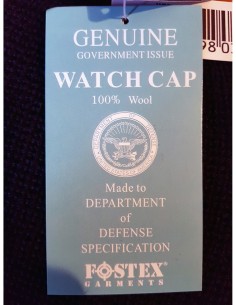 GENUINE
GOVERNMENT ISSUE
WATCH CAP
100% Wool
Made to
DEPARTMENT
of
DEFENSE
SPECIFICATION
FOSTEX
GARMENTS